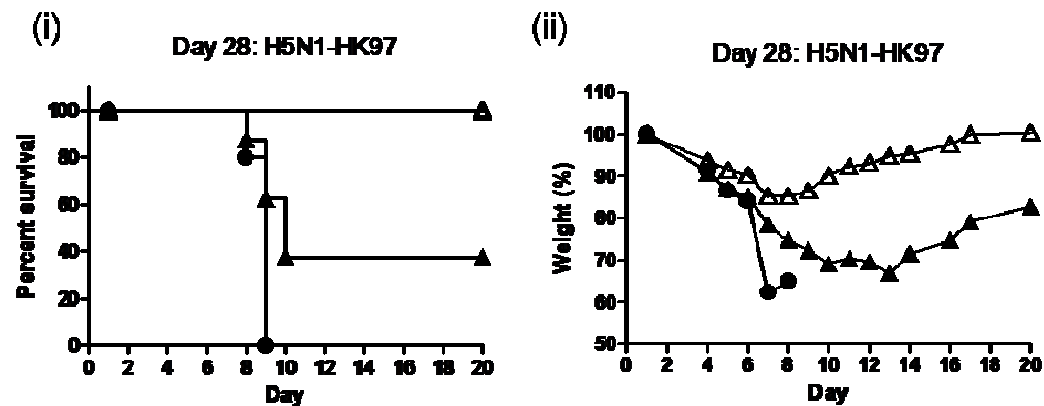 (i)
Day 28: H5N1-HK97
Percent survival
100
80
60
40
20
0
0 2 4 6 8 10 12 14 16 18 20
Day
(ii)
Day 28: H5N1-HK97
Weight (%)
110
100
90
80
70
60
50
0 2 4 6 8 10 12 14 16 18 20
Day